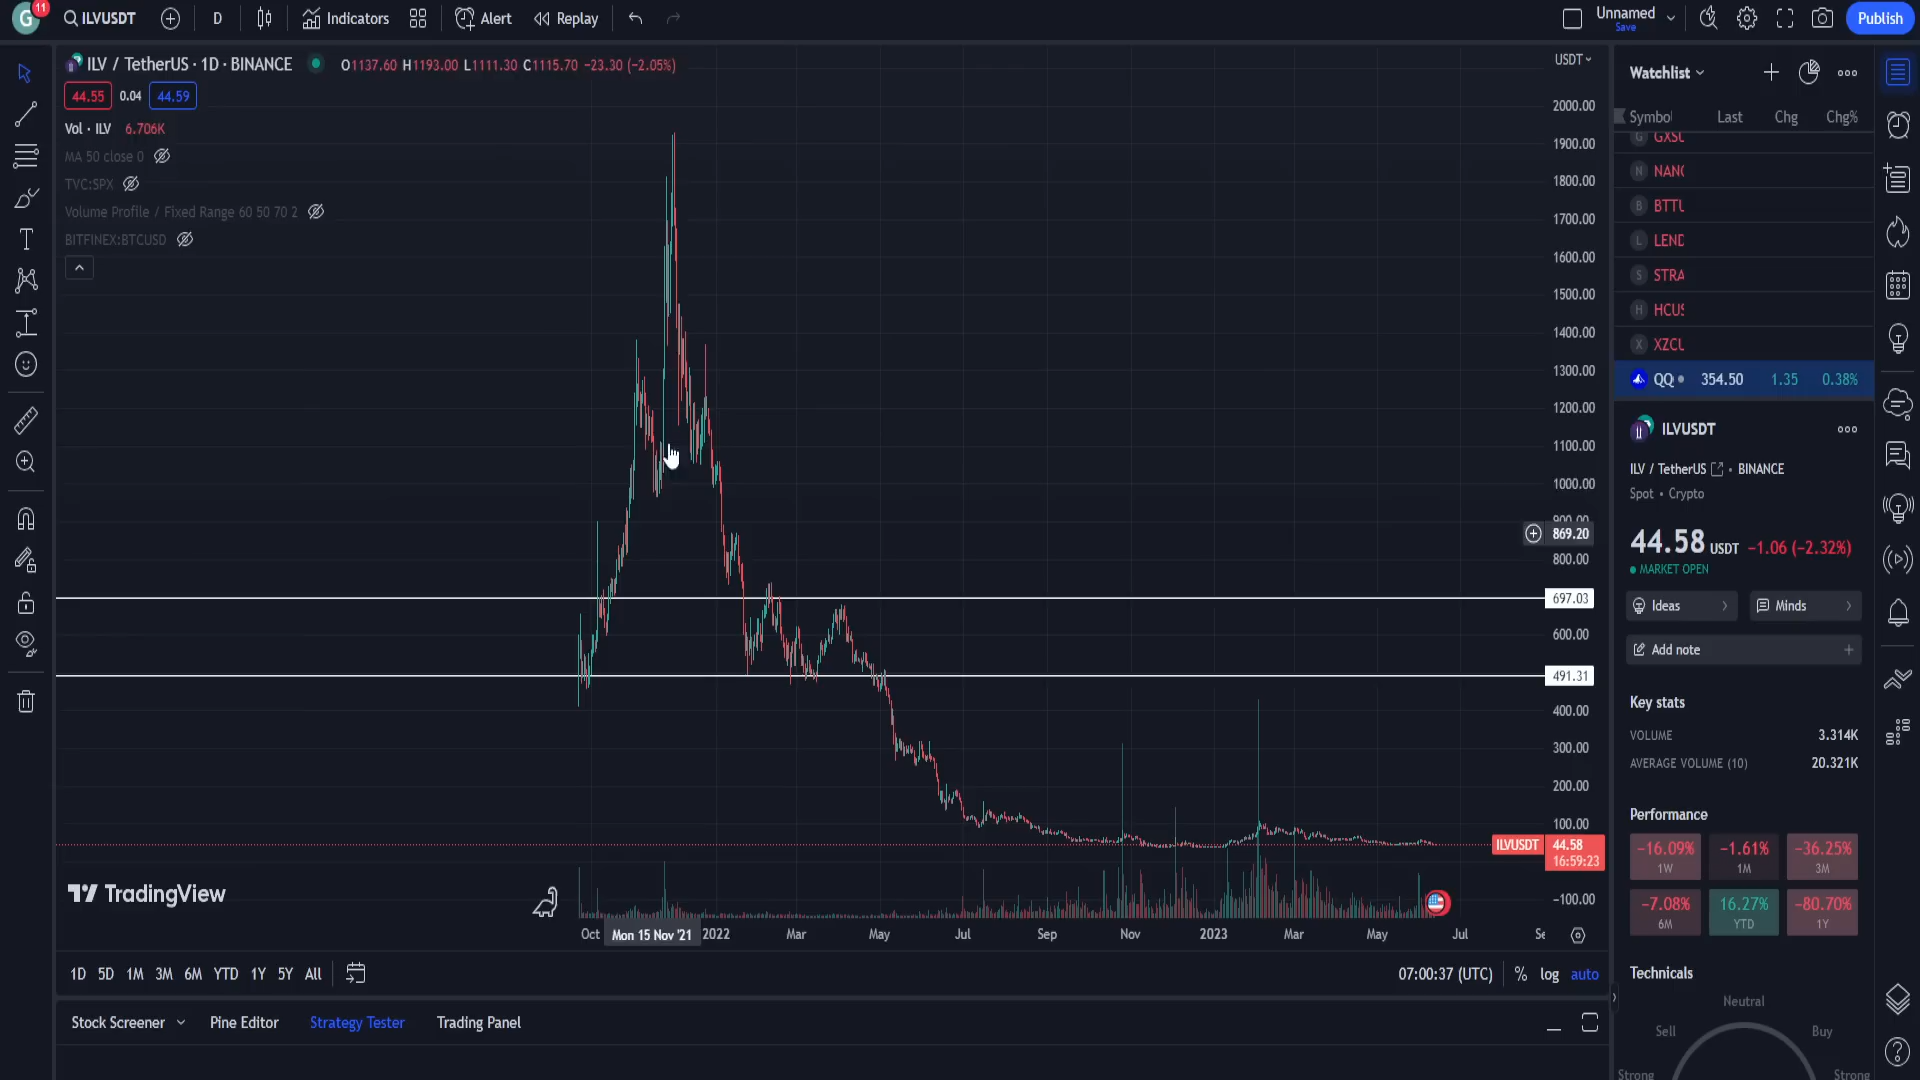 G 11 ILVUSDT D Indicators Alert Replay Unnamed Save Publish
ILV / TetherUS · 1D · BINANCE O1137.60 H1193.00 L1111.30 C1115.70 −23.30 (−2.05%)
44.55 0.04 44.59
Vol · ILV 6.706K
MA 50 close 0
TVC:SPX
Volume Profile / Fixed Range 60 50 70 2
BITFINEX:BTCUSD
USDT
2000.00
1900.00
1800.00
1700.00
1600.00
1500.00
1400.00
1300.00
1200.00
1100.00
1000.00
900.00
869.20
800.00
697.03
600.00
491.31
400.00
300.00
200.00
100.00
ILVUSDT 44.58
16:59:23
−100.00
TradingView
Oct Mon 15 Nov '21 2022 Mar May Jul Sep Nov 2023 Mar May Jul Se
1D 5D 1M 3M 6M YTD 1Y 5Y All 07:00:37 (UTC) % log auto
Stock Screener Pine Editor Strategy Tester Trading Panel
Watchlist
Symbol Last Chg Chg%
G GXSU
N NANO
B BTTU
L LEND
S STRA
H HCUS
X XZCU
QQ 354.50 1.35 0.38%
ILVUSDT
ILV / TetherUS • BINANCE
Spot • Crypto
44.58 USDT −1.06 (−2.32%)
MARKET OPEN
Ideas Minds
Add note
Key stats
VOLUME 3.314K
AVERAGE VOLUME (10) 20.321K
Performance
−16.09% −1.61% −36.25%
1W 1M 3M
−7.08% 16.27% −80.70%
6M YTD 1Y
Technicals
Neutral
Sell Buy
Strong Strong